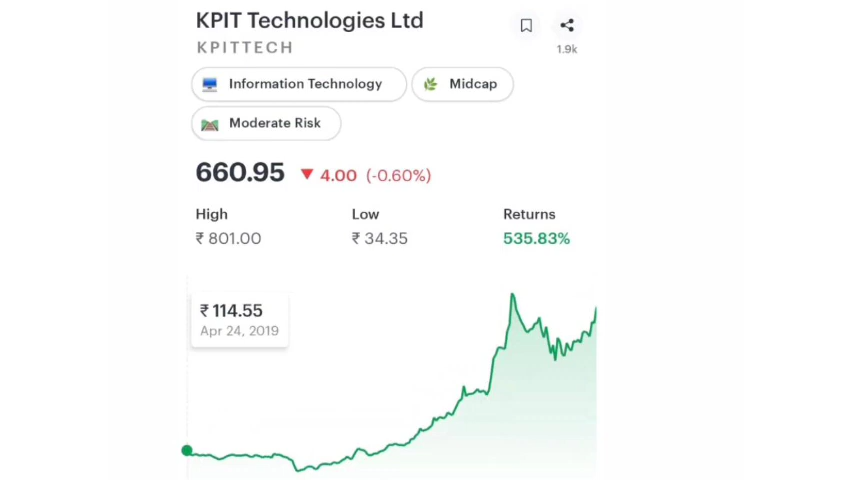 KPIT Technologies Ltd
KPITTECH
1.9k
Information Technology
Midcap
Moderate Risk
660.95 ▼ 4.00 (-0.60%)
High Low Returns
₹ 801.00 ₹ 34.35 535.83%
₹ 114.55
Apr 24, 2019